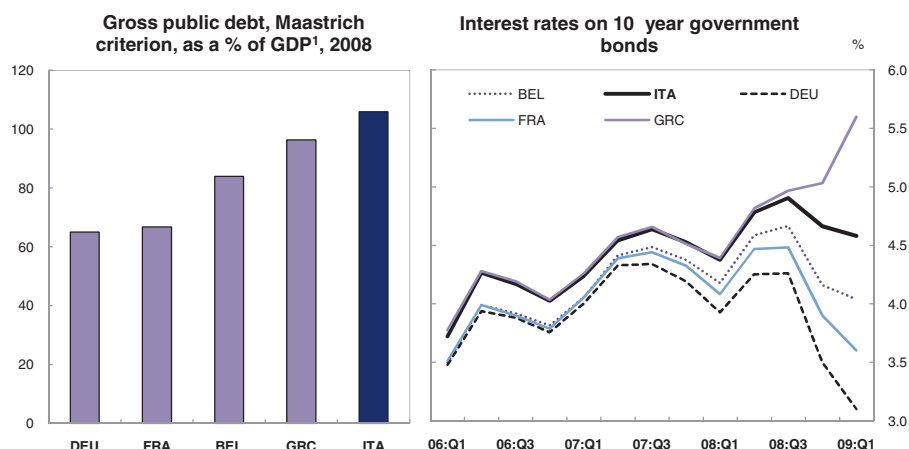 Gross public debt, Maastrich
criterion, as a % of GDP¹, 2008
120
100
80
60
40
20
0
DEU FRA BEL GRC ITA
Interest rates on 10 year government
bonds
%
BEL ITA DEU
FRA GRC
6.0
5.5
5.0
4.5
4.0
3.5
3.0
06:Q1 06:Q3 07:Q1 07:Q3 08:Q1 08:Q3 09:Q1